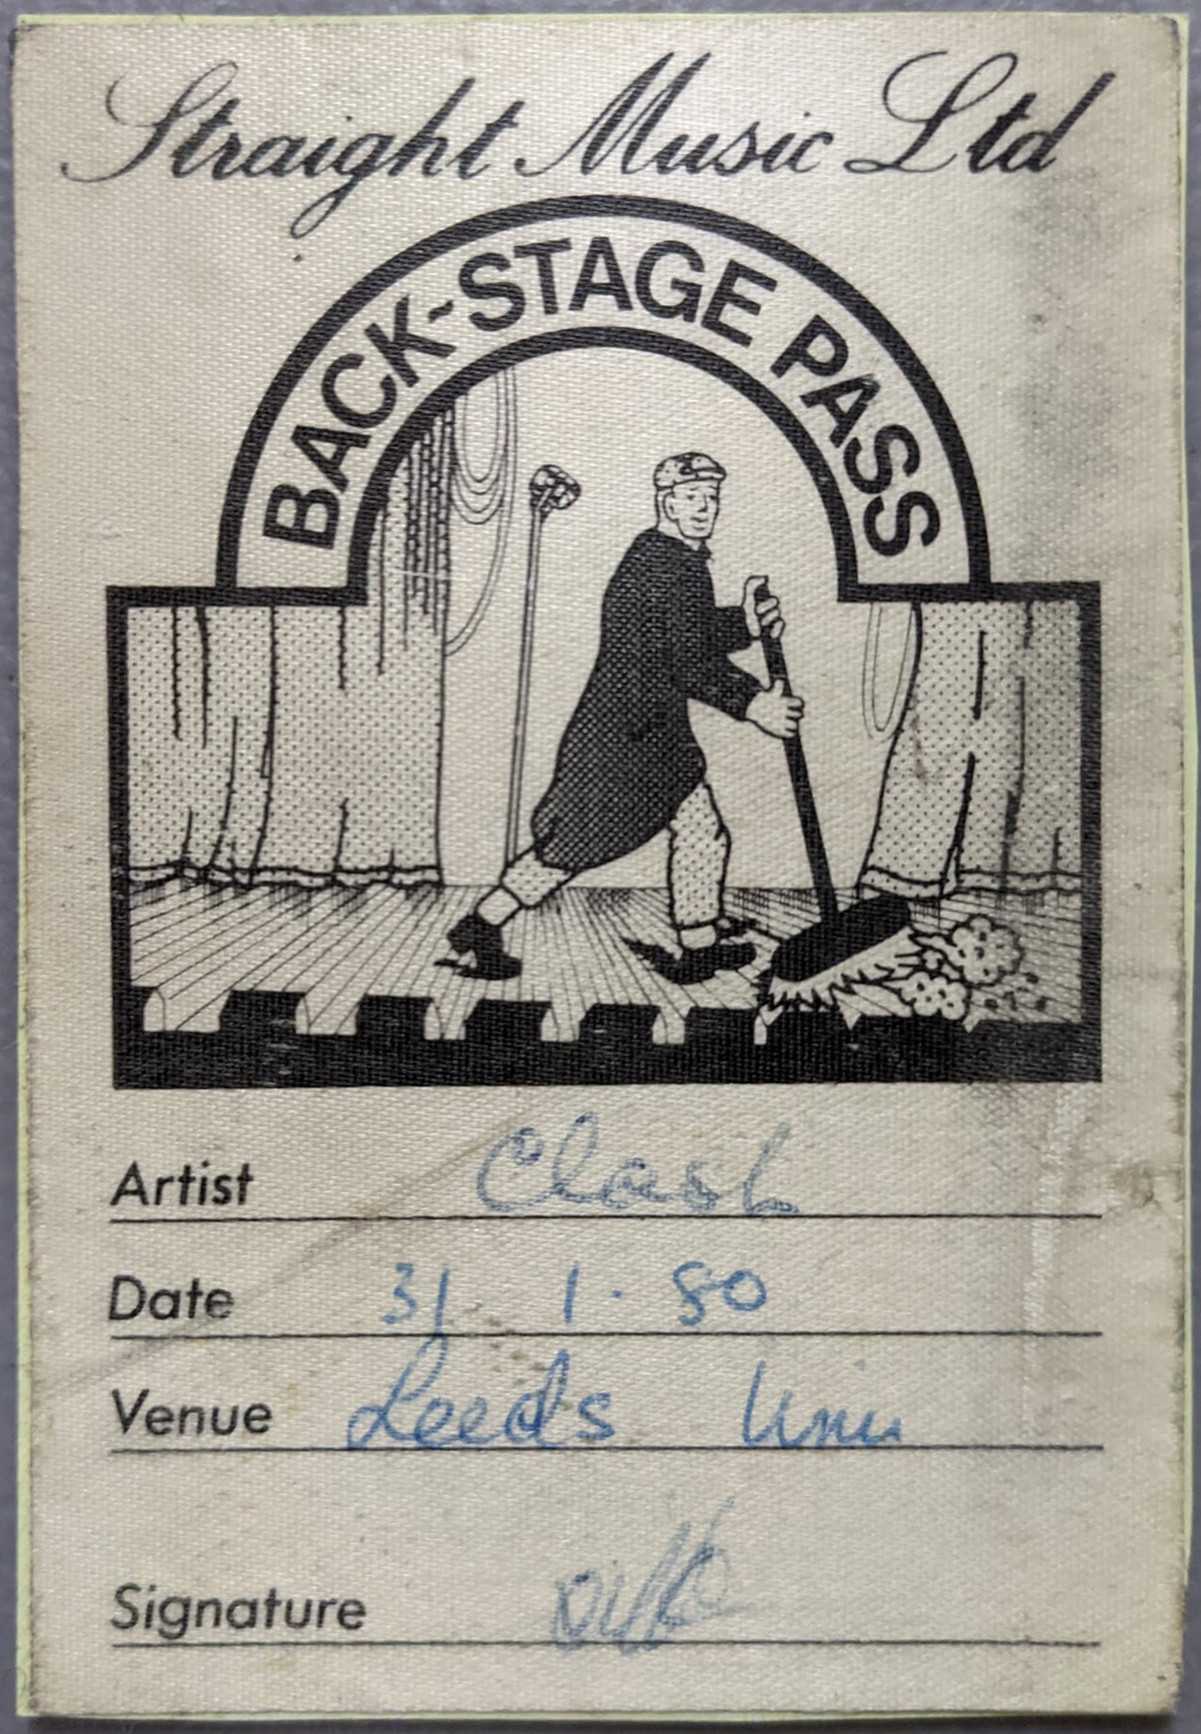 Straight Music Ltd
BACK-STAGE PASS
Artist Clash
Date 31. 1. 80
Venue Leeds Uni
Signature